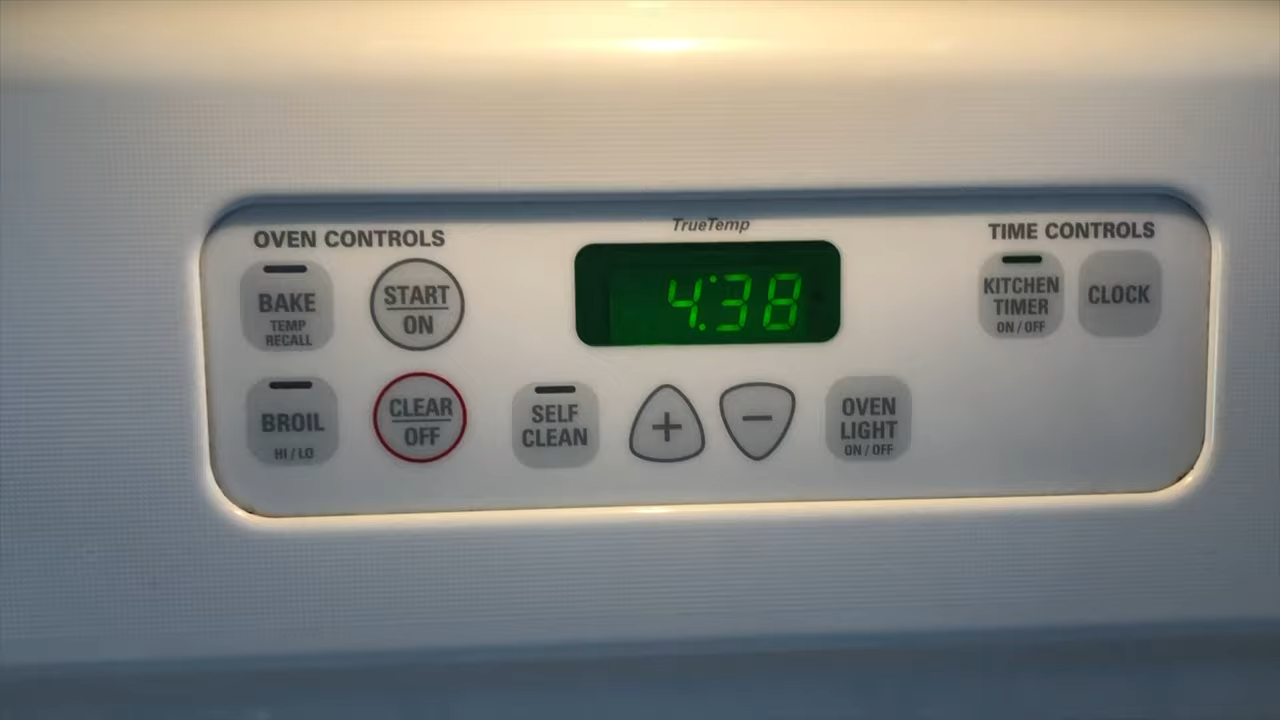 TrueTemp
OVEN CONTROLS
TIME CONTROLS
BAKE
TEMP
RECALL
START
ON
4:38
KITCHEN
TIMER
ON / OFF
CLOCK
BROIL
HI / LO
CLEAR
OFF
SELF
CLEAN
+
−
OVEN
LIGHT
ON / OFF